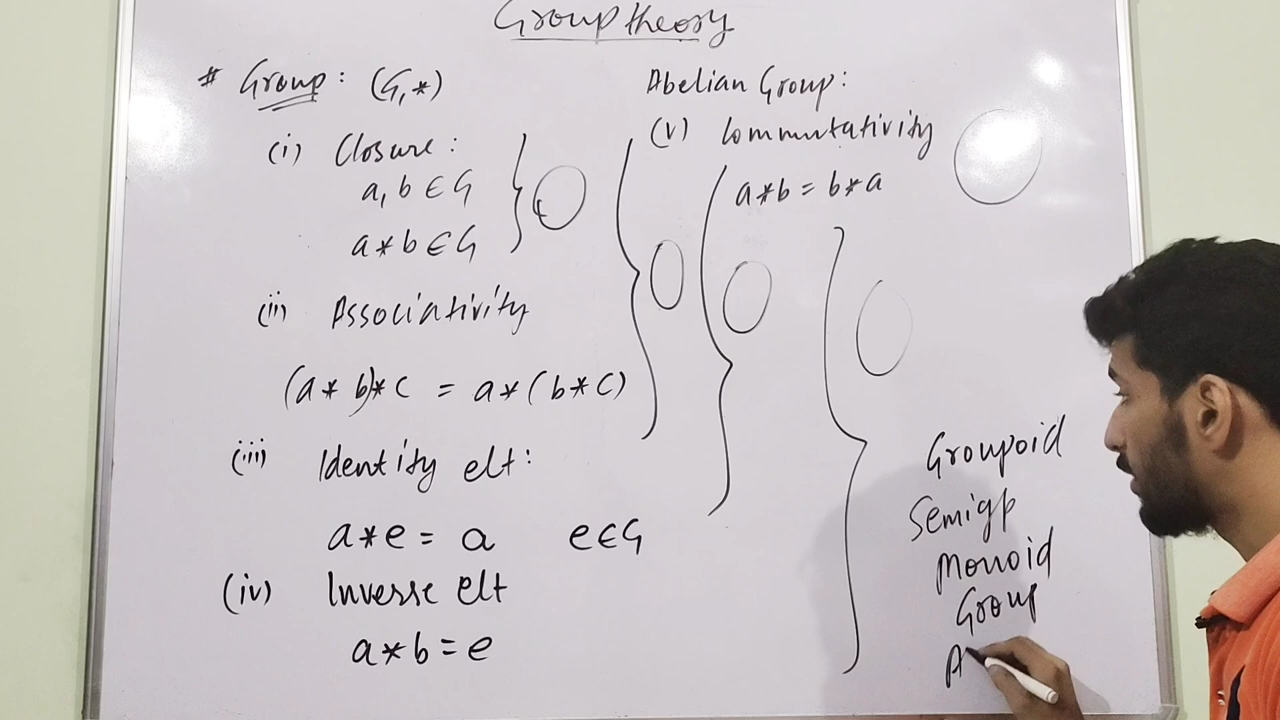 Group theory
# Group: (G,*)
(i) Closure:
a, b ∈ G
a * b ∈ G
(ii) Associativity
(a * b)* c = a * (b * c)
(iii) Identity elt:
a * e = a e ∈ G
(iv) Inverse elt
a * b = e
Abelian Group:
(v) Commutativity
a * b = b * a
Groupoid
Semigp
Monoid
Group
A